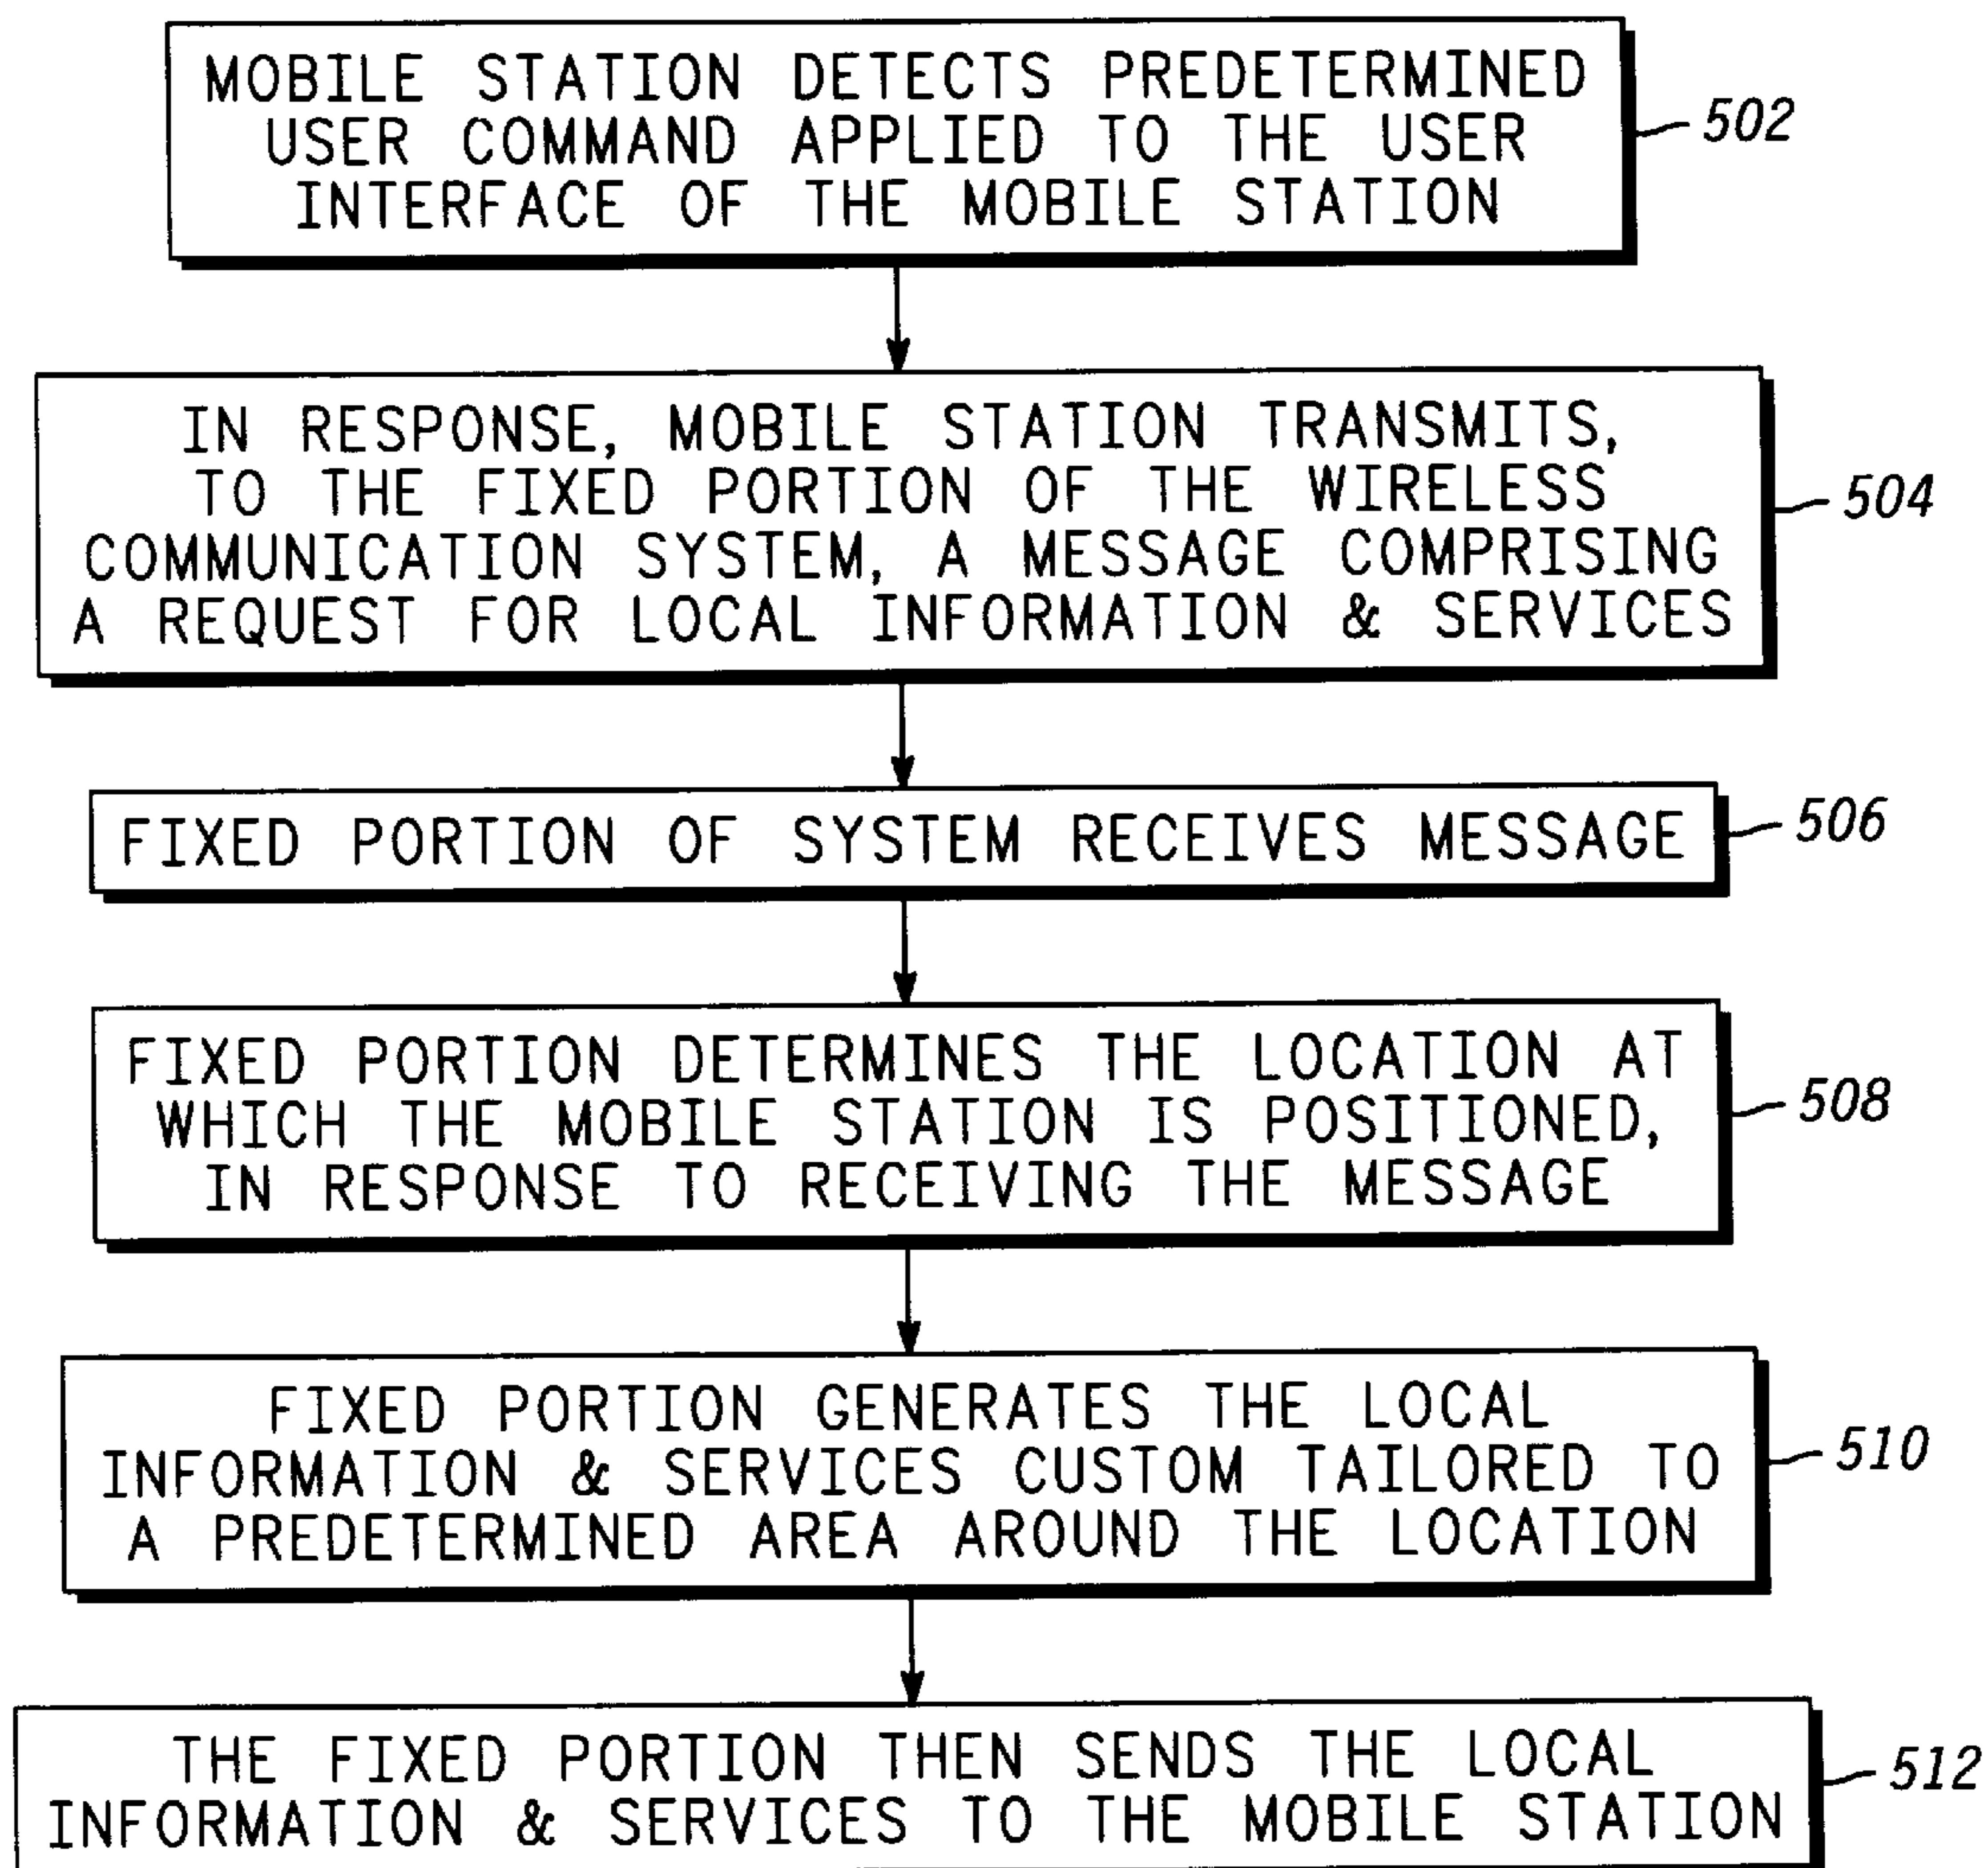 MOBILE STATION DETECTS PREDETERMINED
USER COMMAND APPLIED TO THE USER
INTERFACE OF THE MOBILE STATION
502
IN RESPONSE, MOBILE STATION TRANSMITS,
TO THE FIXED PORTION OF THE WIRELESS
COMMUNICATION SYSTEM, A MESSAGE COMPRISING
A REQUEST FOR LOCAL INFORMATION & SERVICES
504
FIXED PORTION OF SYSTEM RECEIVES MESSAGE
506
FIXED PORTION DETERMINES THE LOCATION AT
WHICH THE MOBILE STATION IS POSITIONED,
IN RESPONSE TO RECEIVING THE MESSAGE
508
FIXED PORTION GENERATES THE LOCAL
INFORMATION & SERVICES CUSTOM TAILORED TO
A PREDETERMINED AREA AROUND THE LOCATION
510
THE FIXED PORTION THEN SENDS THE LOCAL
INFORMATION & SERVICES TO THE MOBILE STATION
512